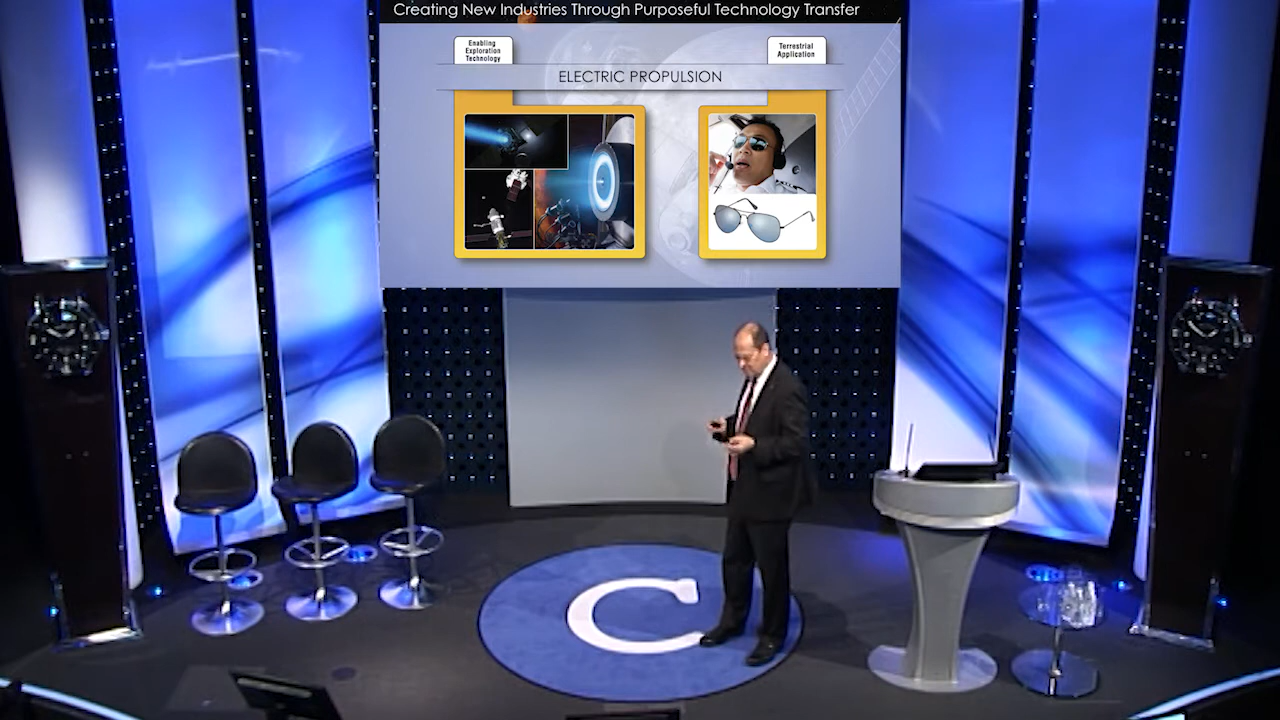 Creating New Industries Through Purposeful Technology Transfer
Enabling
Exploration
Technology
Terrestrial
Application
ELECTRIC PROPULSION
C